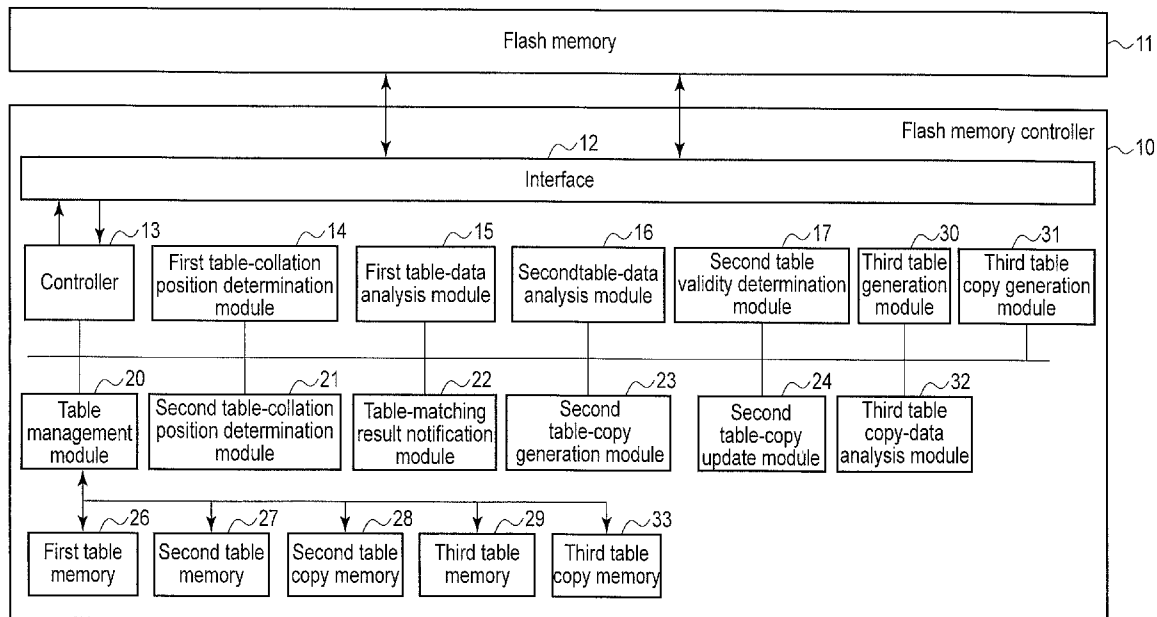 Flash memory
11
Flash memory controller
10
12
Interface
13
14
15
16
17
30
31
Controller
First table-collation
position determination
module
First table-data
analysis module
Secondtable-data
analysis module
Second table
validity determination
module
Third table
generation
module
Third table
copy generation
module
20
21
22
23
24
32
Table
management
module
Second table-collation
position determination
module
Table-matching
result notification
module
Second
table-copy
generation module
Second
table-copy
update module
Third table
copy-data
analysis module
26
27
28
29
33
First table
memory
Second table
memory
Second table
copy memory
Third table
memory
Third table
copy memory